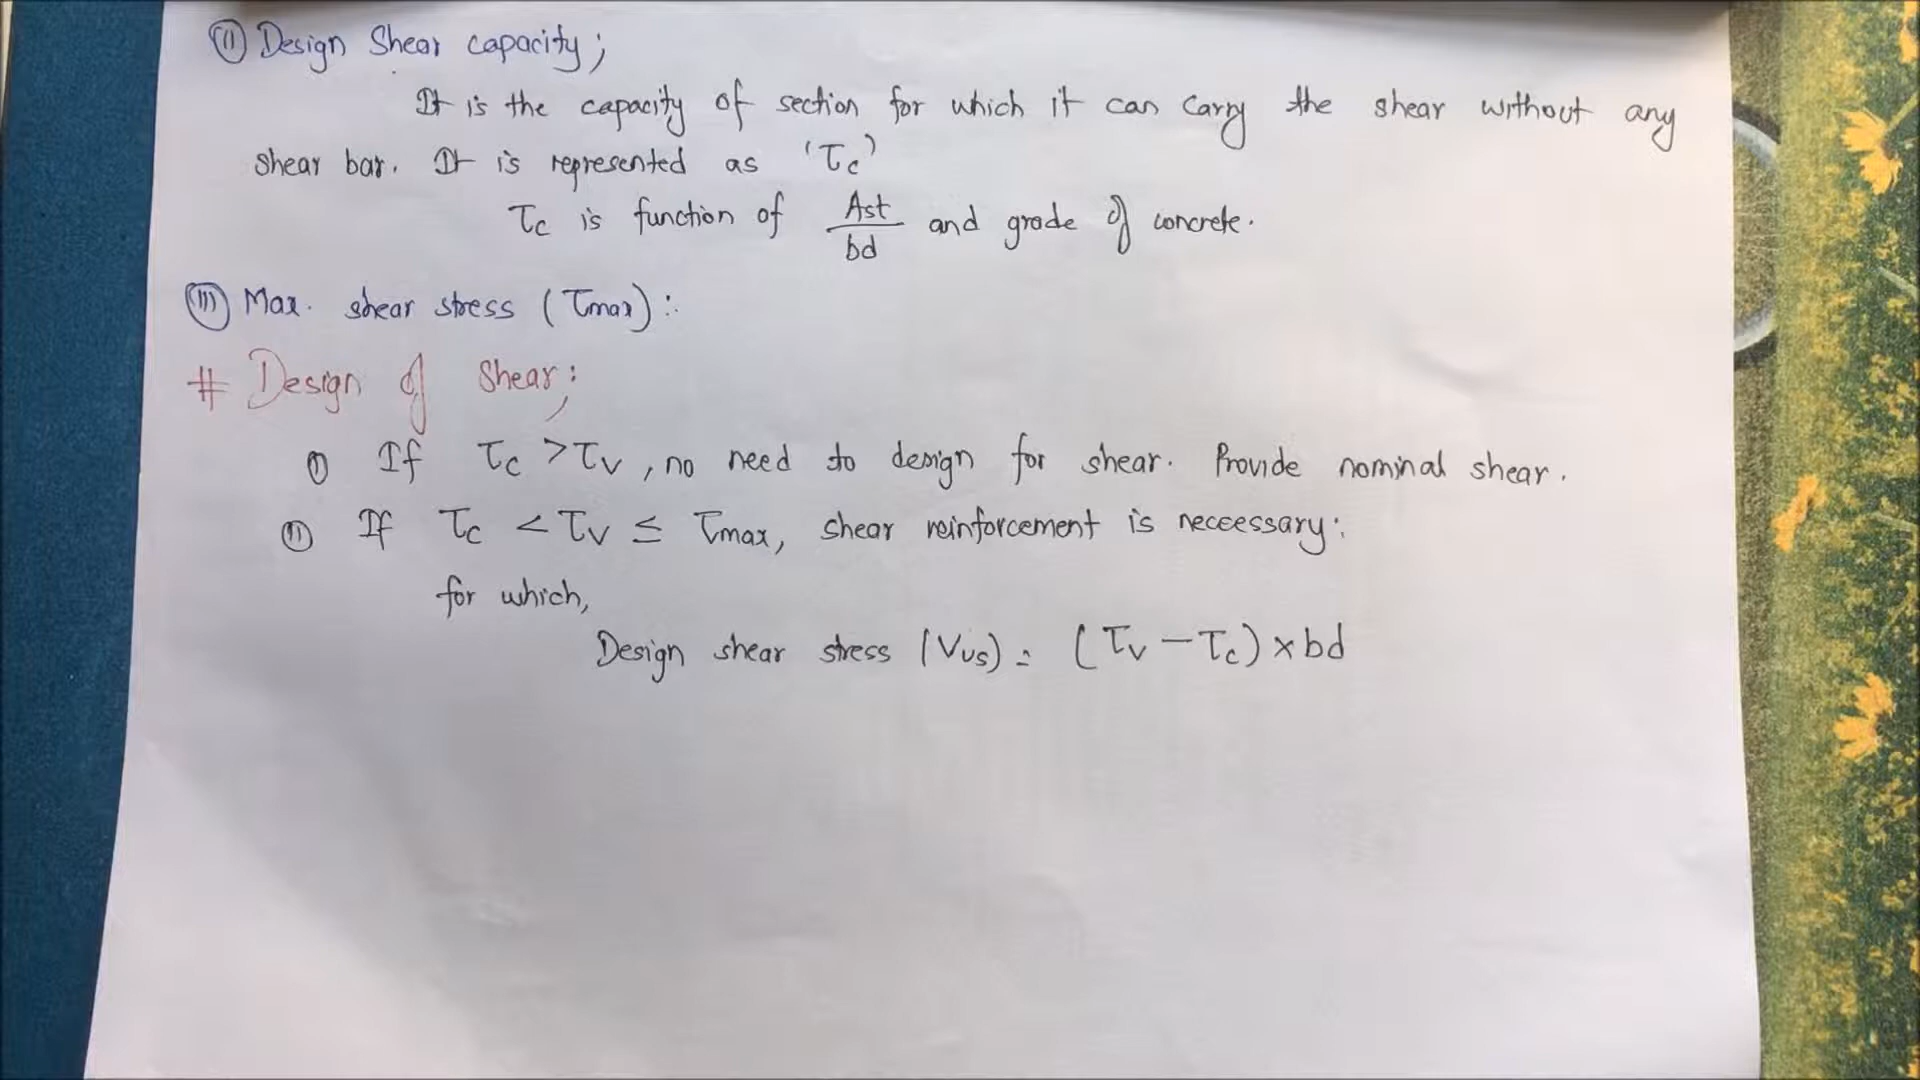 (ii) Design Shear capacity;
It is the capacity of section for which it can carry the shear without any
shear bar. It is represented as 'τc'
τc is function of Ast/bd and grade of concrete.
(iii) Max. shear stress (τmax):.
# Design of Shear:
(i) If τc > τv, no need to design for shear. Provide nominal shear.
(ii) If τc < τv ≤ τmax, shear reinforcement is neccessary:
for which,
Design shear stress (Vus) = (τv − τc) × bd